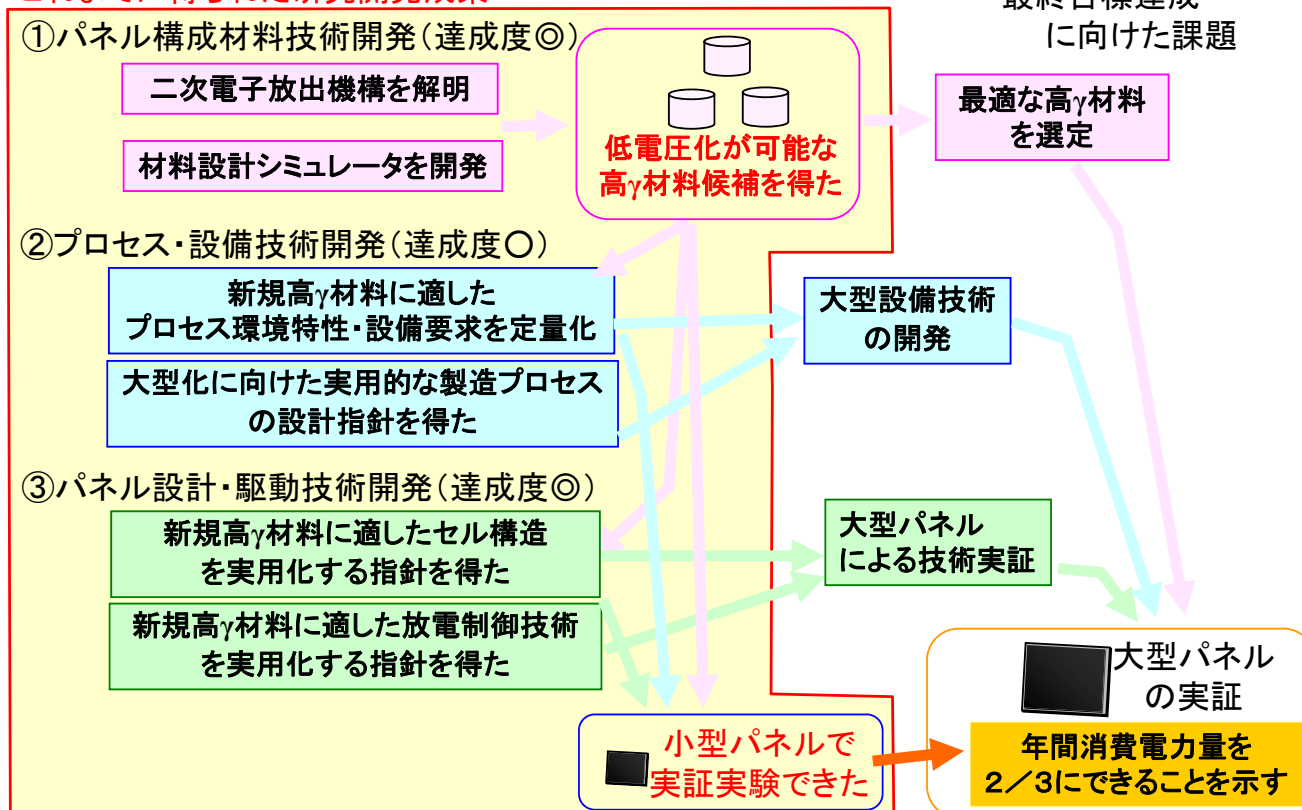 ①パネル構成材料技術開発(達成度◎)
二次電子放出機構を解明
材料設計シミュレータを開発
低電圧化が可能な
高γ材料候補を得た
に向けた課題
最適な高γ材料
を選定
②プロセス・設備技術開発(達成度○)
新規高γ材料に適した
プロセス環境特性・設備要求を定量化
大型化に向けた実用的な製造プロセス
の設計指針を得た
大型設備技術
の開発
③パネル設計・駆動技術開発(達成度◎)
新規高γ材料に適したセル構造
を実用化する指針を得た
新規高γ材料に適した放電制御技術
を実用化する指針を得た
大型パネル
による技術実証
小型パネルで
実証実験できた
大型パネル
の実証
年間消費電力量を
2/3にできることを示す